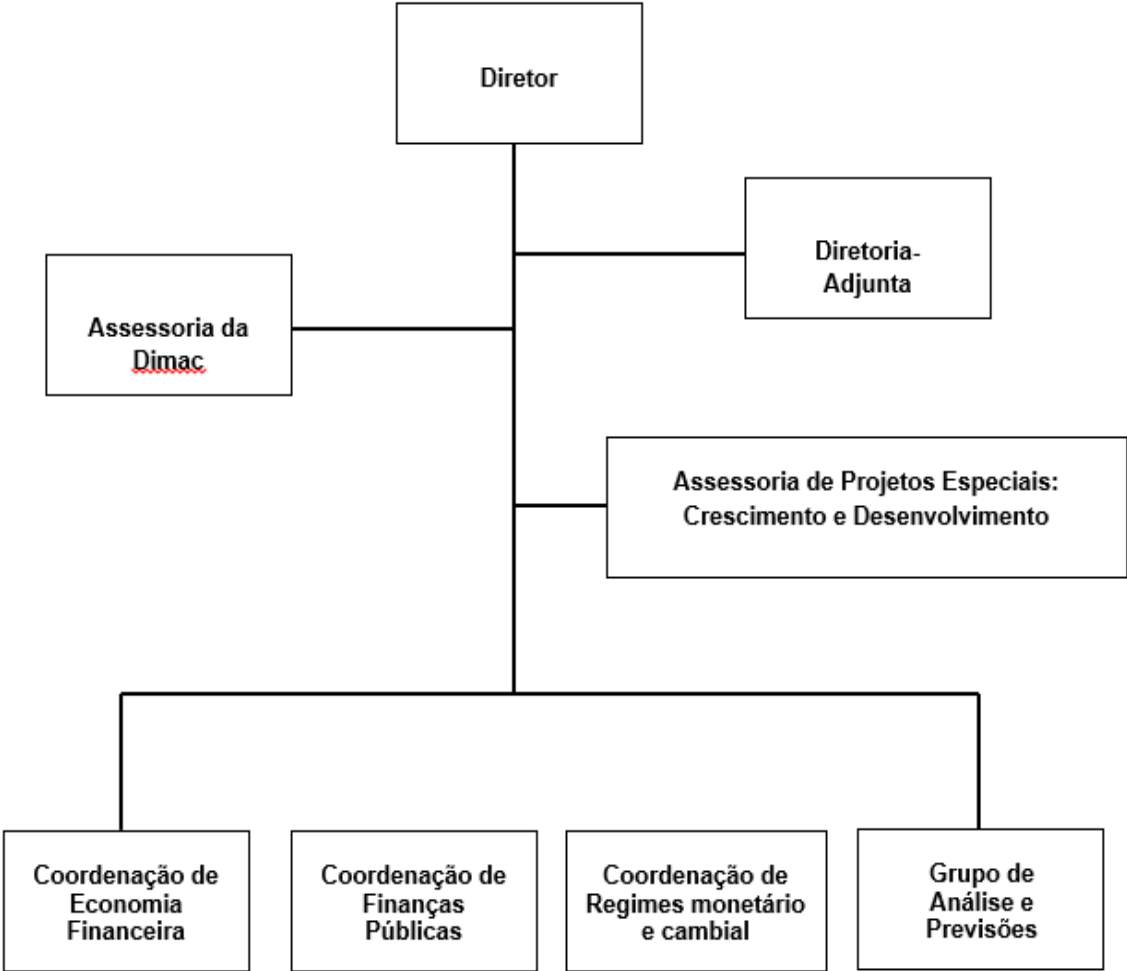 Diretor
Diretoria-
Adjunta
Assessoria da
Dimac
Assessoria de Projetos Especiais:
Crescimento e Desenvolvimento
Coordenação de
Economia
Financeira
Coordenação de
Finanças
Públicas
Coordenação de
Regimes monetário
e cambial
Grupo de
Análise e
Previsões